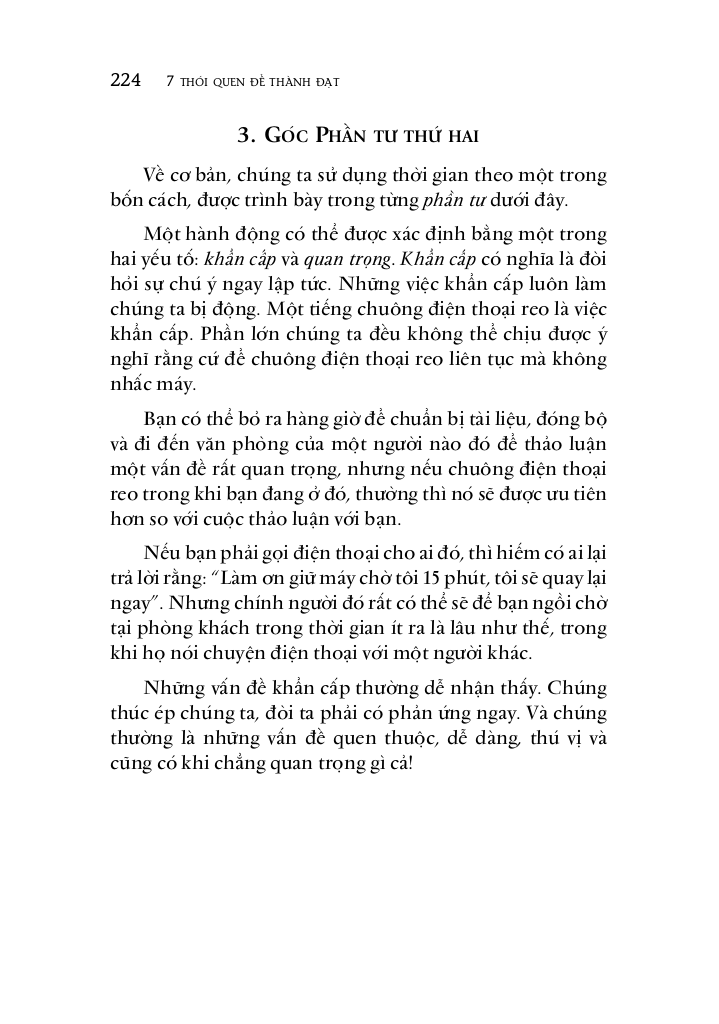 224 7 THÓI QUEN ĐỂ THÀNH ĐẠT
3. GÓC PHẦN TƯ THỨ HAI
Về cơ bản, chúng ta sử dụng thời gian theo một trong
bốn cách, được trình bày trong từng phần tư dưới đây.
Một hành động có thể được xác định bằng một trong
hai yếu tố: khẩn cấp và quan trọng. Khẩn cấp có nghĩa là đòi
hỏi sự chú ý ngay lập tức. Những việc khẩn cấp luôn làm
chúng ta bị động. Một tiếng chuông điện thoại reo là việc
khẩn cấp. Phần lớn chúng ta đều không thể chịu được ý
nghĩ rằng cứ để chuông điện thoại reo liên tục mà không
nhấc máy.
Bạn có thể bỏ ra hàng giờ để chuẩn bị tài liệu, đóng bộ
và đi đến văn phòng của một người nào đó để thảo luận
một vấn đề rất quan trọng, nhưng nếu chuông điện thoại
reo trong khi bạn đang ở đó, thường thì nó sẽ được ưu tiên
hơn so với cuộc thảo luận với bạn.
Nếu bạn phải gọi điện thoại cho ai đó, thì hiếm có ai lại
trả lời rằng: “Làm ơn giữ máy chờ tôi 15 phút, tôi sẽ quay lại
ngay”. Nhưng chính người đó rất có thể sẽ để bạn ngồi chờ
tại phòng khách trong thời gian ít ra là lâu như thế, trong
khi họ nói chuyện điện thoại với một người khác.
Những vấn đề khẩn cấp thường dễ nhận thấy. Chúng
thúc ép chúng ta, đòi ta phải có phản ứng ngay. Và chúng
thường là những vấn đề quen thuộc, dễ dàng, thú vị và
cũng có khi chẳng quan trọng gì cả!